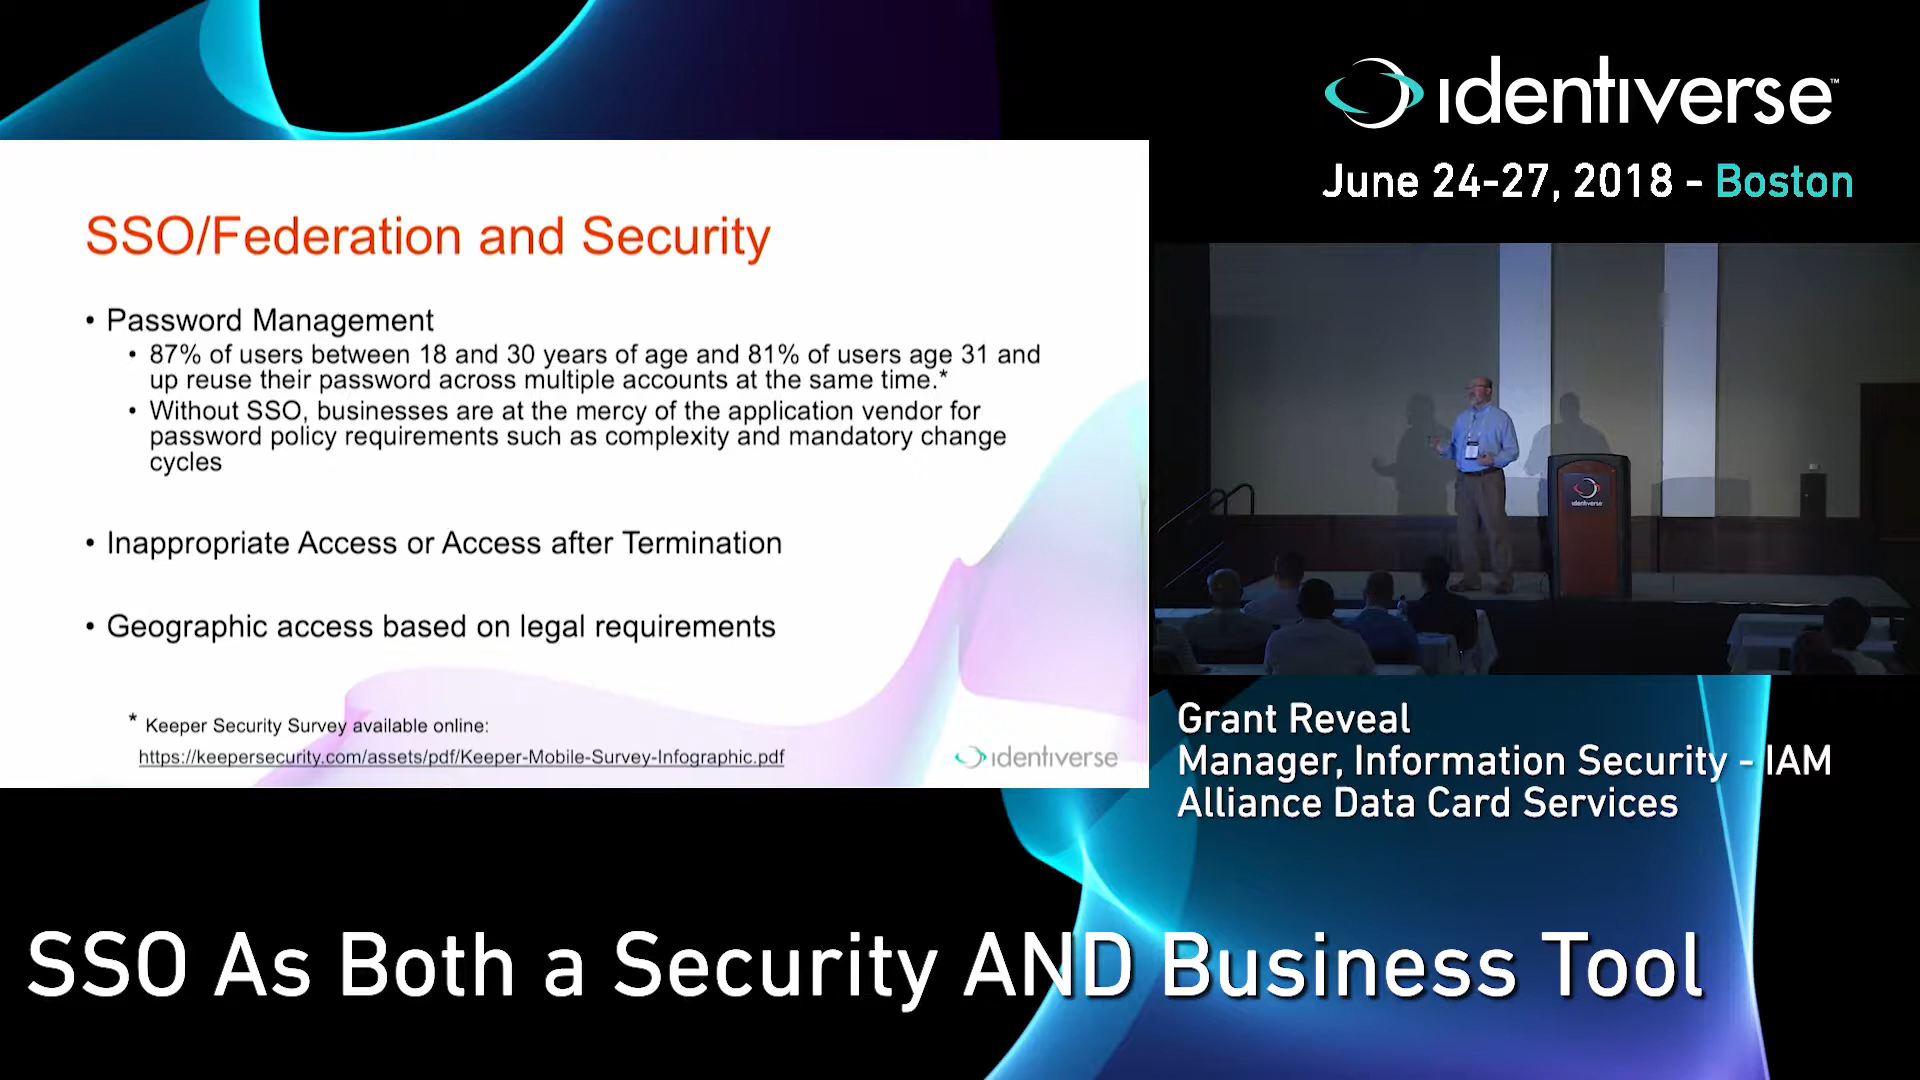 identiverse™
June 24-27, 2018 - Boston
SSO/Federation and Security
• Password Management
• 87% of users between 18 and 30 years of age and 81% of users age 31 and
up reuse their password across multiple accounts at the same time.*
• Without SSO, businesses are at the mercy of the application vendor for
password policy requirements such as complexity and mandatory change
cycles
• Inappropriate Access or Access after Termination
• Geographic access based on legal requirements
* Keeper Security Survey available online:
https://keepersecurity.com/assets/pdf/Keeper-Mobile-Survey-Infographic.pdf
identiverse
identiverse
Grant Reveal
Manager, Information Security - IAM
Alliance Data Card Services
SSO As Both a Security AND Business Tool